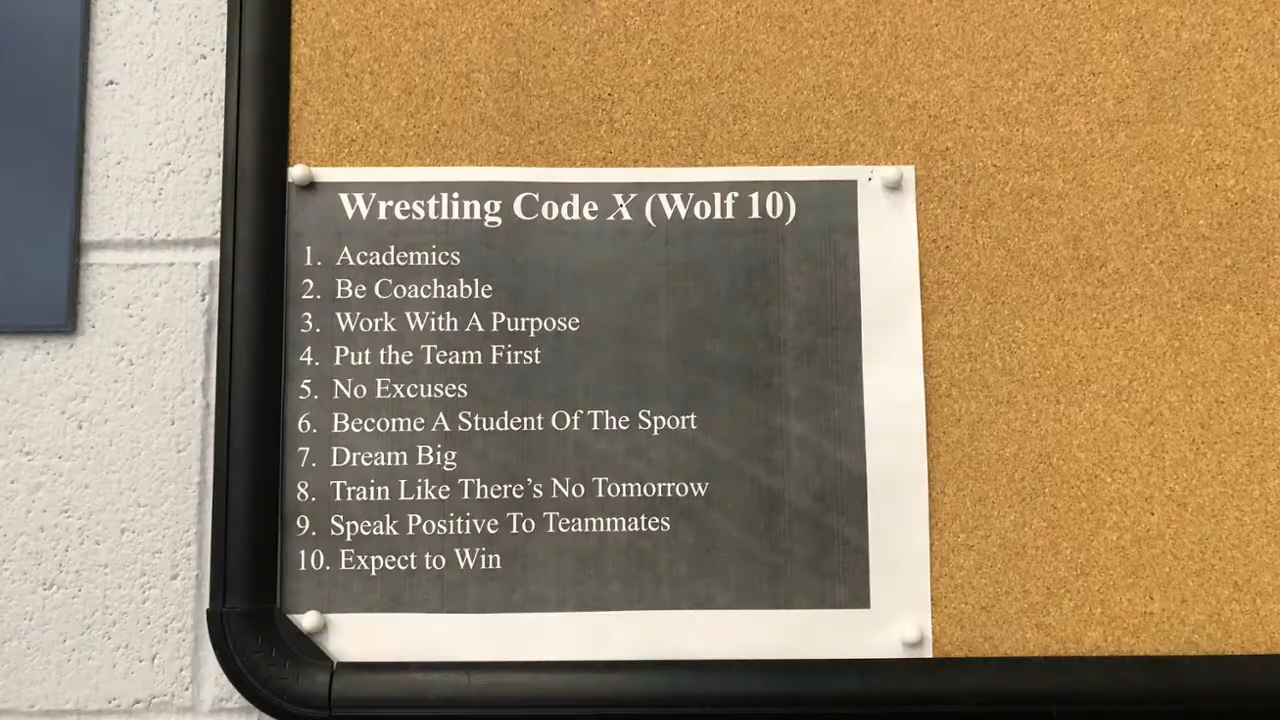 Wrestling Code X (Wolf 10)
1. Academics
2. Be Coachable
3. Work With A Purpose
4. Put the Team First
5. No Excuses
6. Become A Student Of The Sport
7. Dream Big
8. Train Like There's No Tomorrow
9. Speak Positive To Teammates
10. Expect to Win